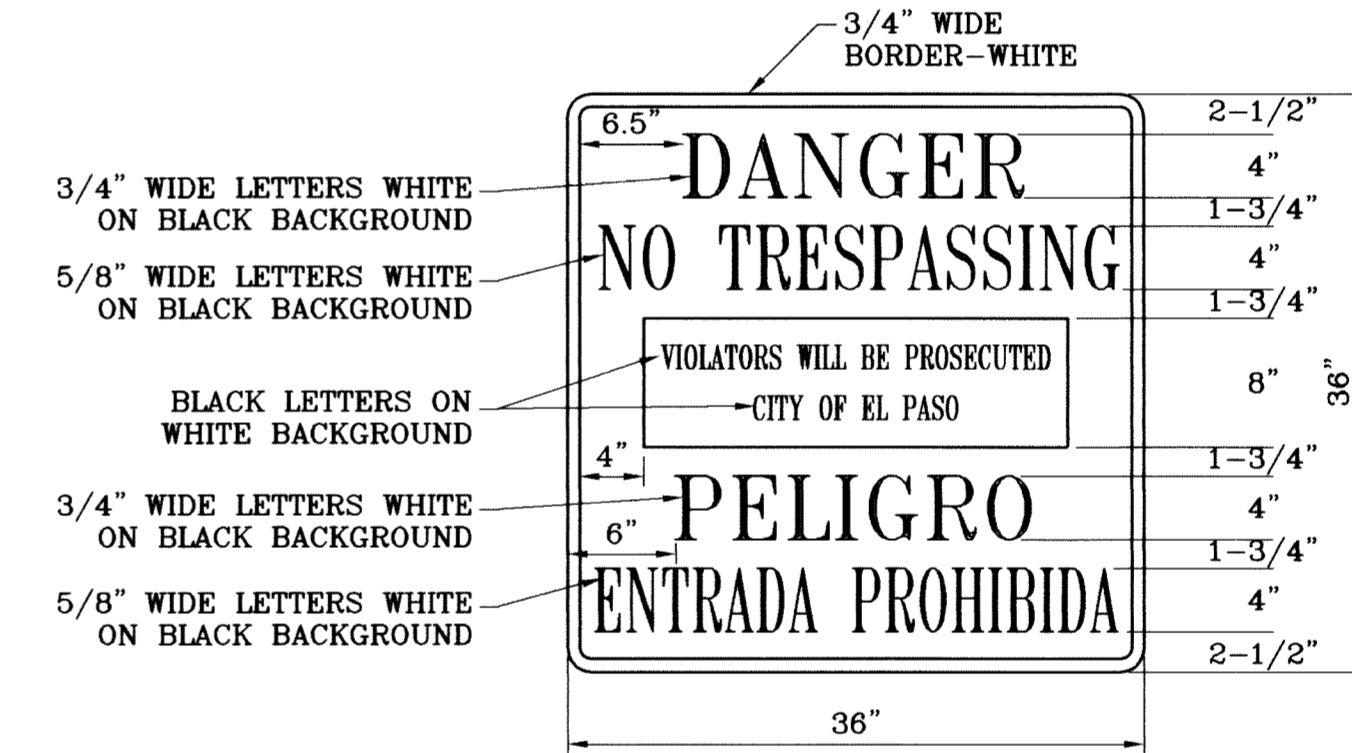 3/4" WIDE
BORDER-WHITE
6.5"
DANGER
NO TRESPASSING
VIOLATORS WILL BE PROSECUTED
CITY OF EL PASO
4"
PELIGRO
6"
ENTRADA PROHIBIDA
3/4" WIDE LETTERS WHITE
ON BLACK BACKGROUND
5/8" WIDE LETTERS WHITE
ON BLACK BACKGROUND
BLACK LETTERS ON
WHITE BACKGROUND
3/4" WIDE LETTERS WHITE
ON BLACK BACKGROUND
5/8" WIDE LETTERS WHITE
ON BLACK BACKGROUND
2-1/2"
4"
1-3/4"
4"
1-3/4"
8"
1-3/4"
4"
1-3/4"
4"
2-1/2"
36"
36"